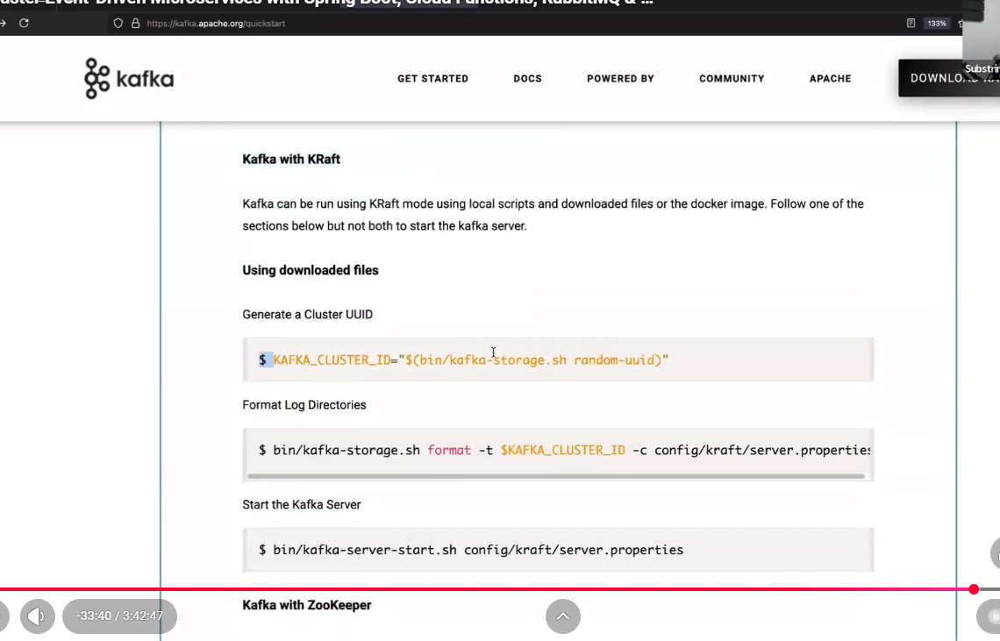 Event-Driven Microservices with Spring Boot, Cloud Functions, RabbitMQ & ...
https://kafka.apache.org/quickstart
133%
kafka
GET STARTED
DOCS
POWERED BY
COMMUNITY
APACHE
Kafka with KRaft
Kafka can be run using KRaft mode using local scripts and downloaded files or the docker image. Follow one of the
sections below but not both to start the kafka server.
Using downloaded files
Generate a Cluster UUID
$ KAFKA_CLUSTER_ID="$(bin/kafka-storage.sh random-uuid)"
Format Log Directories
$ bin/kafka-storage.sh format -t $KAFKA_CLUSTER_ID -c config/kraft/server.properties
Start the Kafka Server
$ bin/kafka-server-start.sh config/kraft/server.properties
Kafka with ZooKeeper
-33:40 / 3:42:47